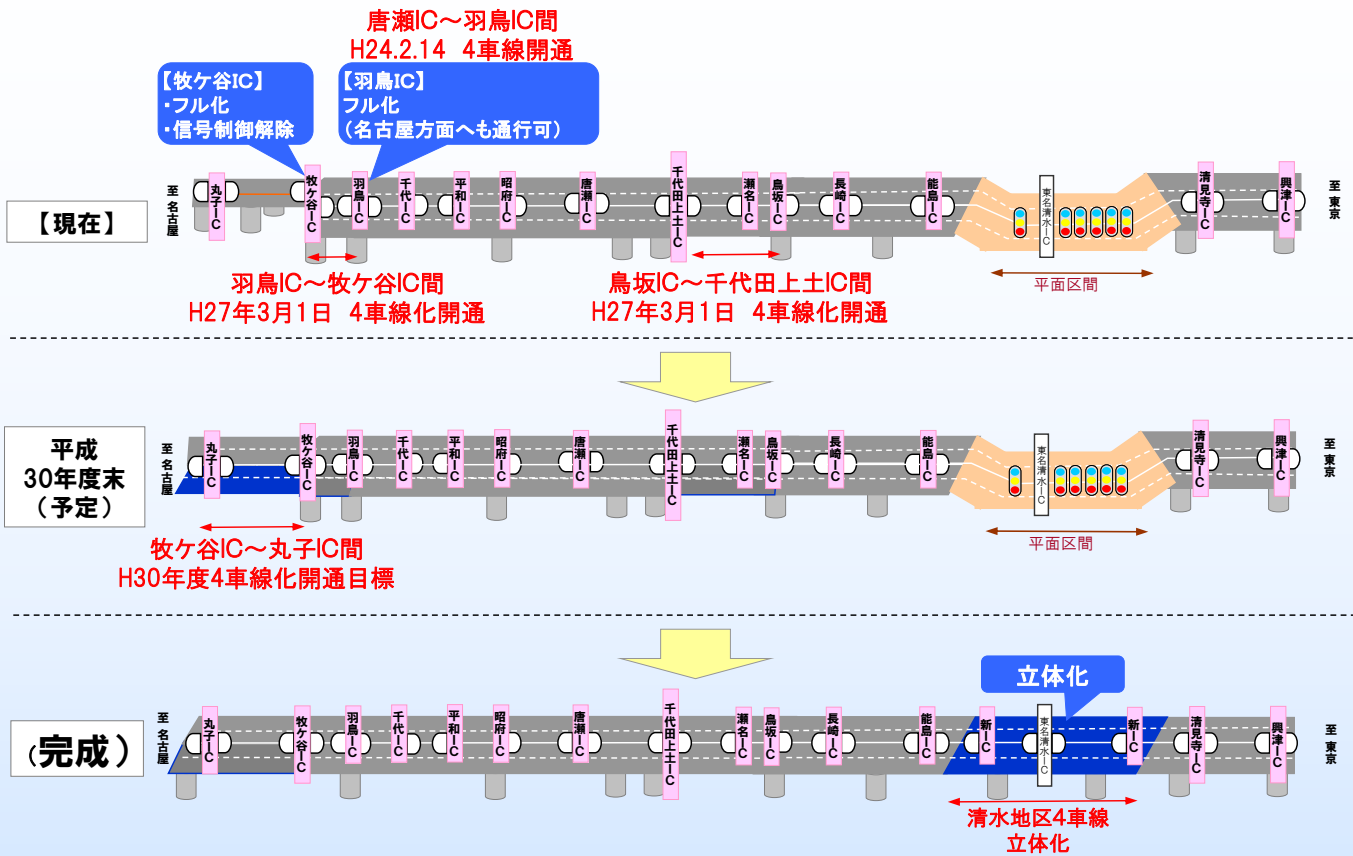 唐瀬IC～羽鳥IC間
H24.2.14 4車線開通
【牧ケ谷IC】
・フル化
・信号制御解除
【羽鳥IC】
フル化
(名古屋方面へも通行可)
【現在】
至 名古屋
丸子IC
牧ケ谷IC
羽鳥IC
千代IC
平和IC
昭府IC
唐瀬IC
千代田上土IC
瀬名IC
鳥坂IC
長崎IC
能島IC
東名清水IC
清見寺IC
興津IC
至 東京
平面区間
羽鳥IC～牧ケ谷IC間
H27年3月1日 4車線化開通
鳥坂IC～千代田上土IC間
H27年3月1日 4車線化開通
平成
30年度末
(予定)
至 名古屋
丸子IC
牧ケ谷IC
羽鳥IC
千代IC
平和IC
昭府IC
唐瀬IC
千代田上土IC
瀬名IC
鳥坂IC
長崎IC
能島IC
東名清水IC
清見寺IC
興津IC
至 東京
平面区間
牧ケ谷IC～丸子IC間
H30年度4車線化開通目標
(完成)
至 名古屋
丸子IC
牧ケ谷IC
羽鳥IC
千代IC
平和IC
昭府IC
唐瀬IC
千代田上土IC
瀬名IC
鳥坂IC
長崎IC
能島IC
新IC
東名清水IC
新IC
清見寺IC
興津IC
至 東京
立体化
清水地区4車線
立体化